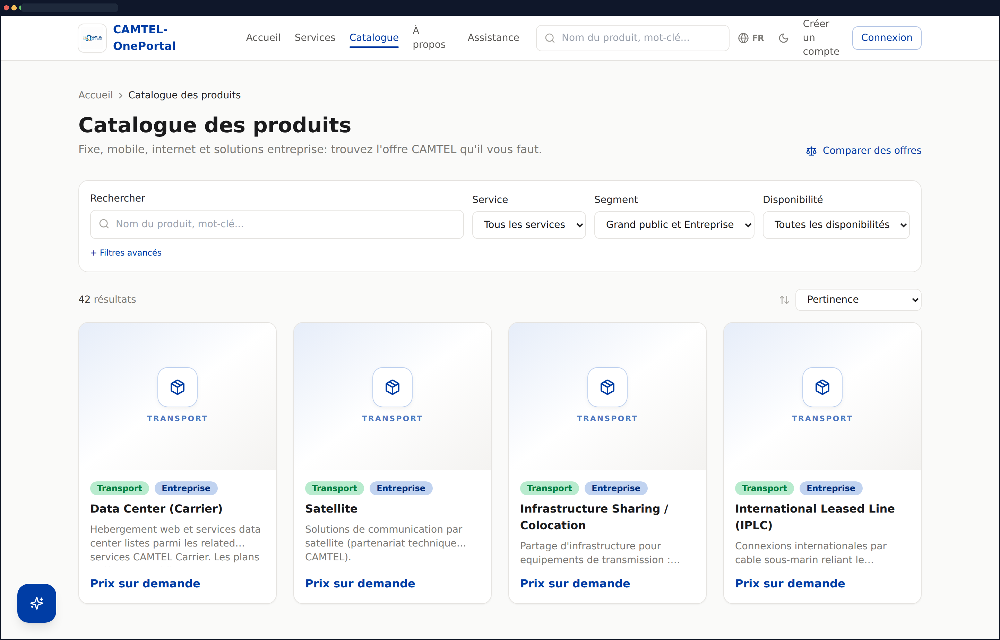 CAMTEL
OnePortal
CAMTEL-
OnePortal
Accueil
Services
Catalogue
À
propos
Assistance
Nom du produit, mot-clé...
FR
Créer
un
compte
Connexion
Accueil
Catalogue des produits
Catalogue des produits
Fixe, mobile, internet et solutions entreprise: trouvez l'offre CAMTEL qu'il vous faut.
Comparer des offres
Rechercher
Nom du produit, mot-clé...
Service
Tous les services
Segment
Grand public et Entreprise
Disponibilité
Toutes les disponibilités
+ Filtres avancés
42 résultats
Pertinence
TRANSPORT
Transport
Entreprise
Data Center (Carrier)
Hebergement web et services data
center listes parmi les related...
services CAMTEL Carrier. Les plans
Prix sur demande
TRANSPORT
Transport
Entreprise
Satellite
Solutions de communication par
satellite (partenariat technique...
CAMTEL).
Prix sur demande
TRANSPORT
Transport
Entreprise
Infrastructure Sharing /
Colocation
Partage d'infrastructure pour
equipements de transmission :...
Prix sur demande
TRANSPORT
Transport
Entreprise
International Leased Line
(IPLC)
Connexions internationales par
cable sous-marin reliant le...
Prix sur demande